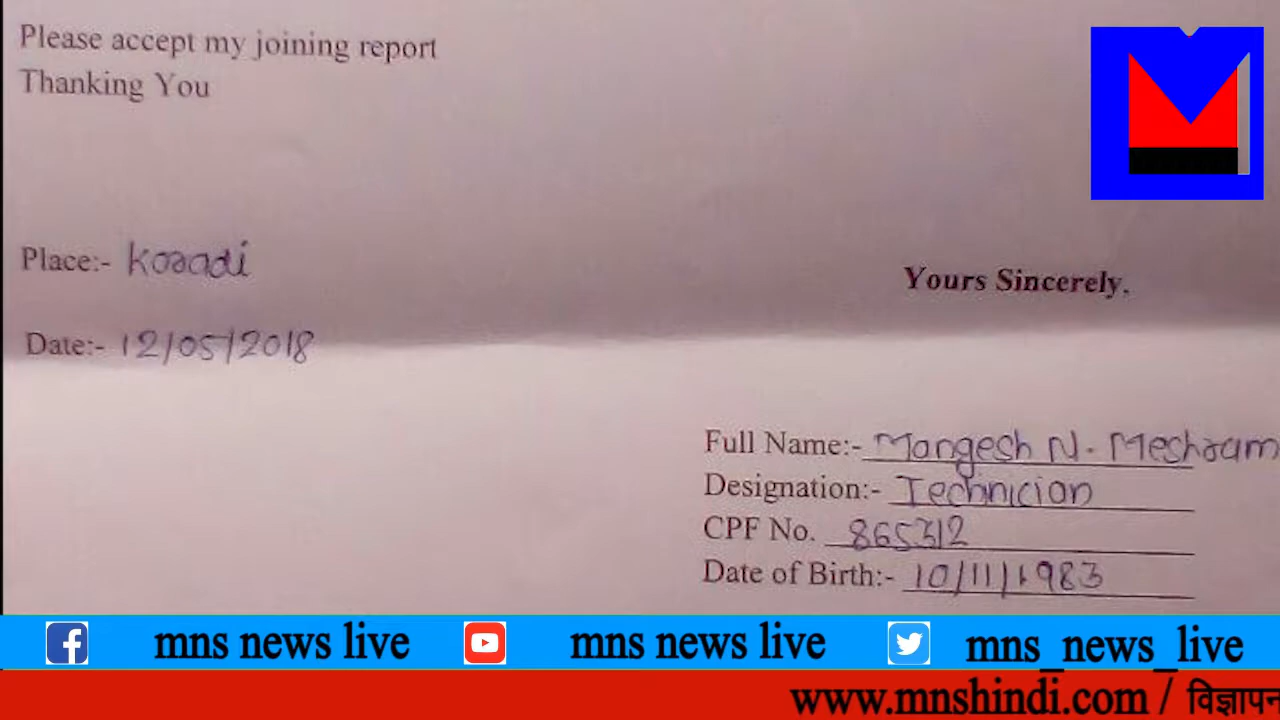 Please accept my joining report
Thanking You
Place:- Koradi
Yours Sincerely,
Date:- 12/05/2018
Full Name:- Mangesh N. Meshram
Designation:- Technician
CPF No. 865312
Date of Birth:- 10/11/1983
mns news live mns news live mns_news_live
www.mnshindi.com / विज्ञापन